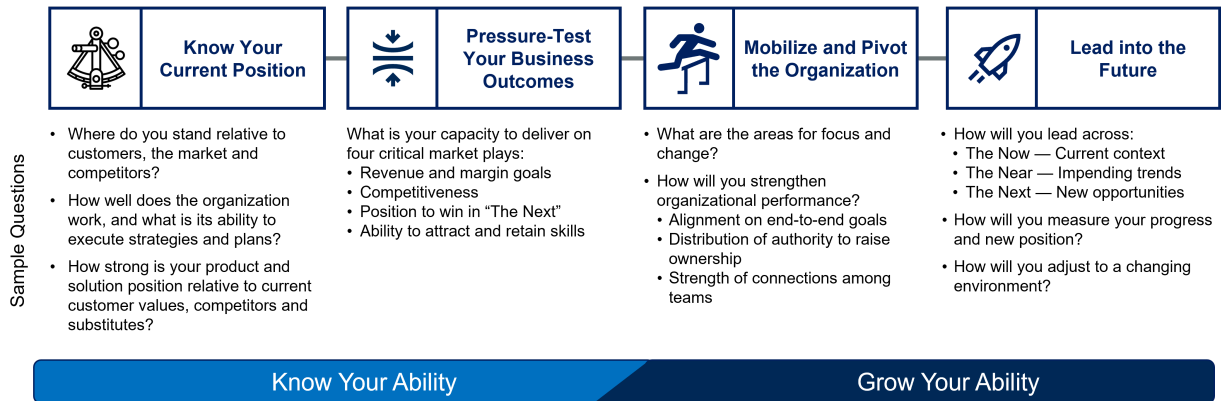 Know Your
Current Position
Pressure-Test
Your Business
Outcomes
Mobilize and Pivot
the Organization
Lead into the
Future
Sample Questions
• Where do you stand relative to
customers, the market and
competitors?
• How well does the organization
work, and what is its ability to
execute strategies and plans?
• How strong is your product and
solution position relative to current
customer values, competitors and
substitutes?
What is your capacity to deliver on
four critical market plays:
• Revenue and margin goals
• Competitiveness
• Position to win in “The Next”
• Ability to attract and retain skills
• What are the areas for focus and
change?
• How will you strengthen
organizational performance?
• Alignment on end-to-end goals
• Distribution of authority to raise
ownership
• Strength of connections among
teams
• How will you lead across:
• The Now — Current context
• The Near — Impending trends
• The Next — New opportunities
• How will you measure your progress
and new position?
• How will you adjust to a changing
environment?
Know Your Ability
Grow Your Ability